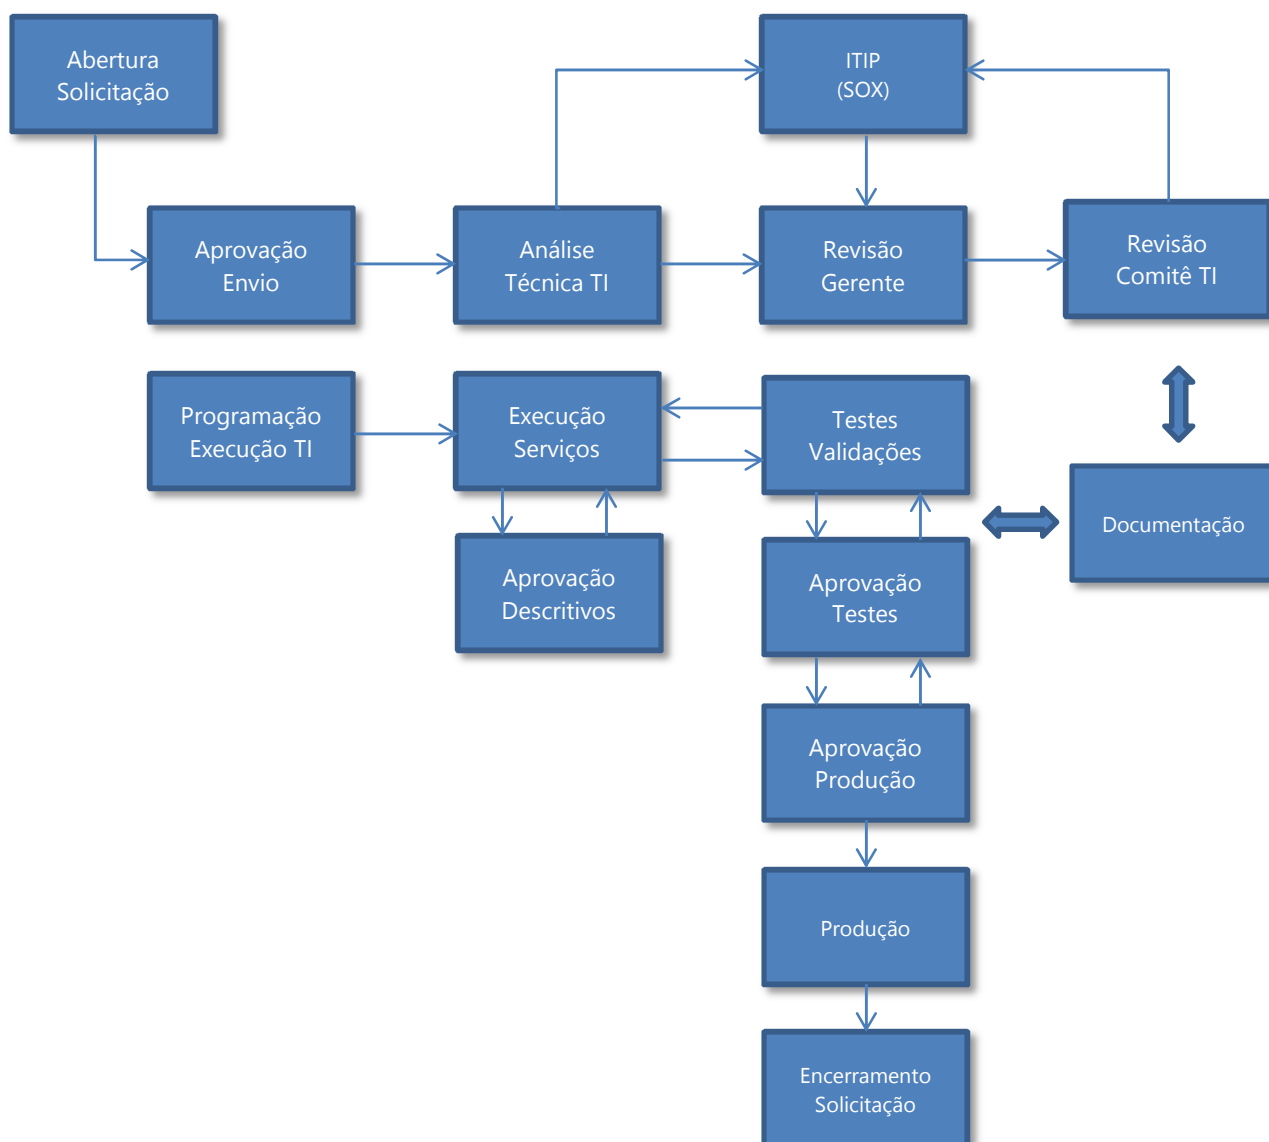 Abertura
Solicitação
ITIP
(SOX)
Aprovação
Envio
Análise
Técnica TI
Revisão
Gerente
Revisão
Comitê TI
Programação
Execução TI
Execução
Serviços
Testes
Validações
Documentação
Aprovação
Descritivos
Aprovação
Testes
Aprovação
Produção
Produção
Encerramento
Solicitação